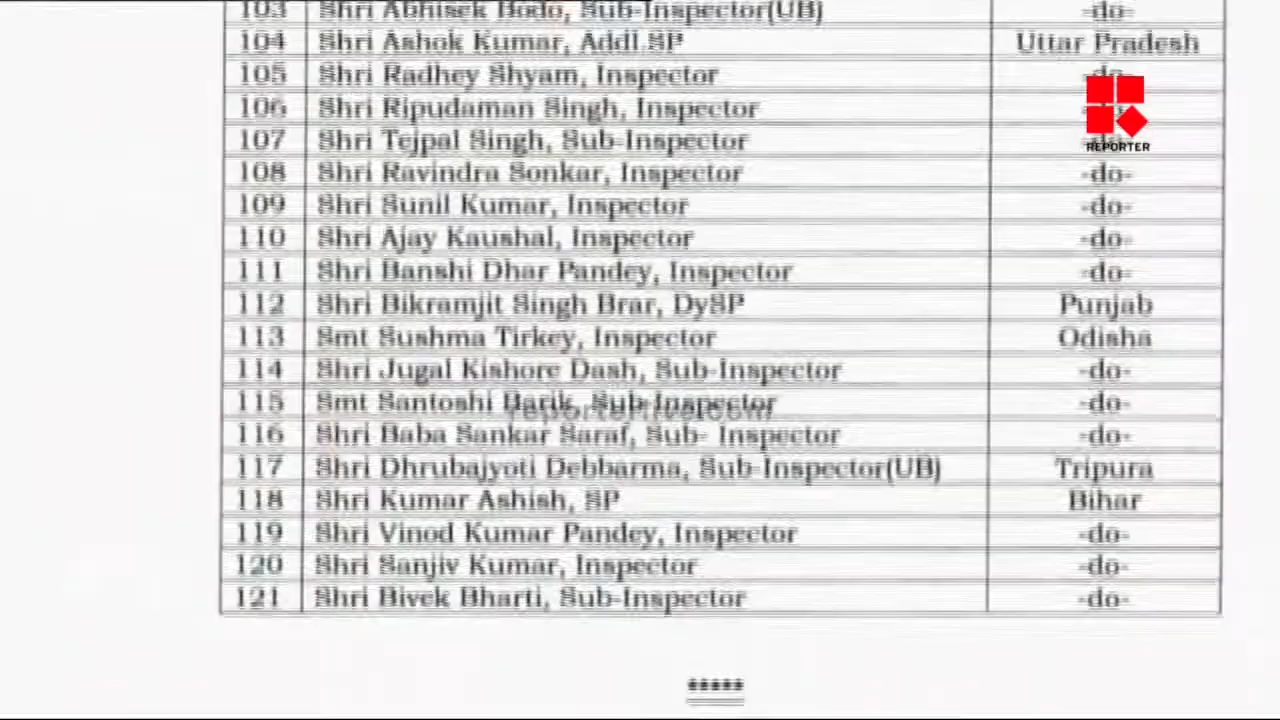 103 Shri Abhisek Bodo, Sub-Inspector(UB) -do-
104 Shri Ashok Kumar, Addl.SP Uttar Pradesh
105 Shri Radhey Shyam, Inspector -do-
106 Shri Ripudaman Singh, Inspector
107 Shri Tejpal Singh, Sub-Inspector
REPORTER
108 Shri Ravindra Sonkar, Inspector -do-
109 Shri Sunil Kumar, Inspector -do-
110 Shri Ajay Kaushal, Inspector -do-
111 Shri Banshi Dhar Pandey, Inspector -do-
112 Shri Bikramjit Singh Brar, DySP Punjab
113 Smt Sushma Tirkey, Inspector Odisha
114 Shri Jugal Kishore Dash, Sub-Inspector -do-
115 Smt Santoshi Barik, Sub-Inspector -do-
116 Shri Baba Sankar Saraf, Sub- Inspector -do-
117 Shri Dhrubajyoti Debbarma, Sub-Inspector(UB) Tripura
118 Shri Kumar Ashish, SP Bihar
119 Shri Vinod Kumar Pandey, Inspector -do-
120 Shri Sanjiv Kumar, Inspector -do-
121 Shri Bivek Bharti, Sub-Inspector -do-
*****